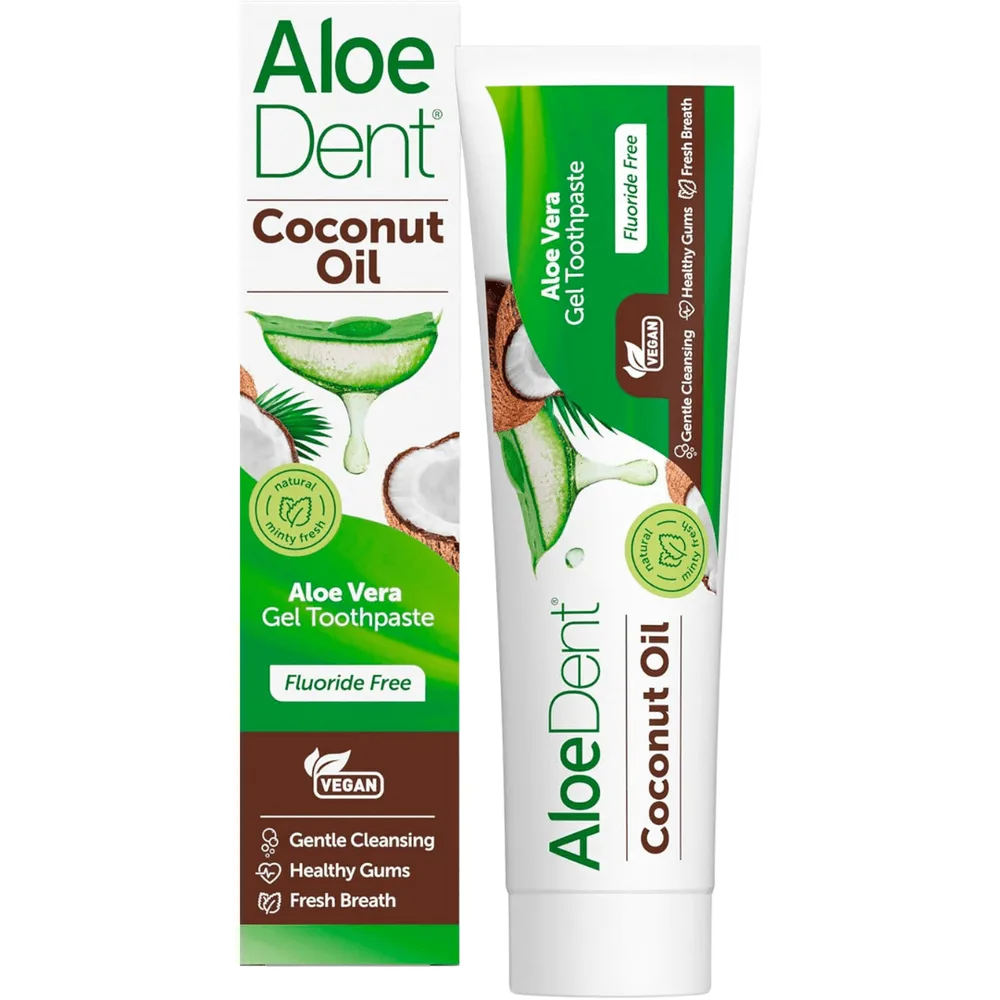 Aloe
Dent®
Coconut
Oil
natural
minty fresh
Aloe Vera
Gel Toothpaste
Fluoride Free
VEGAN
Gentle Cleansing
Healthy Gums
Fresh Breath
Aloe Vera
Gel Toothpaste
Fluoride Free
VEGAN
Gentle Cleansing Healthy Gums Fresh Breath
natural
minty fresh
AloeDent®
Coconut Oil